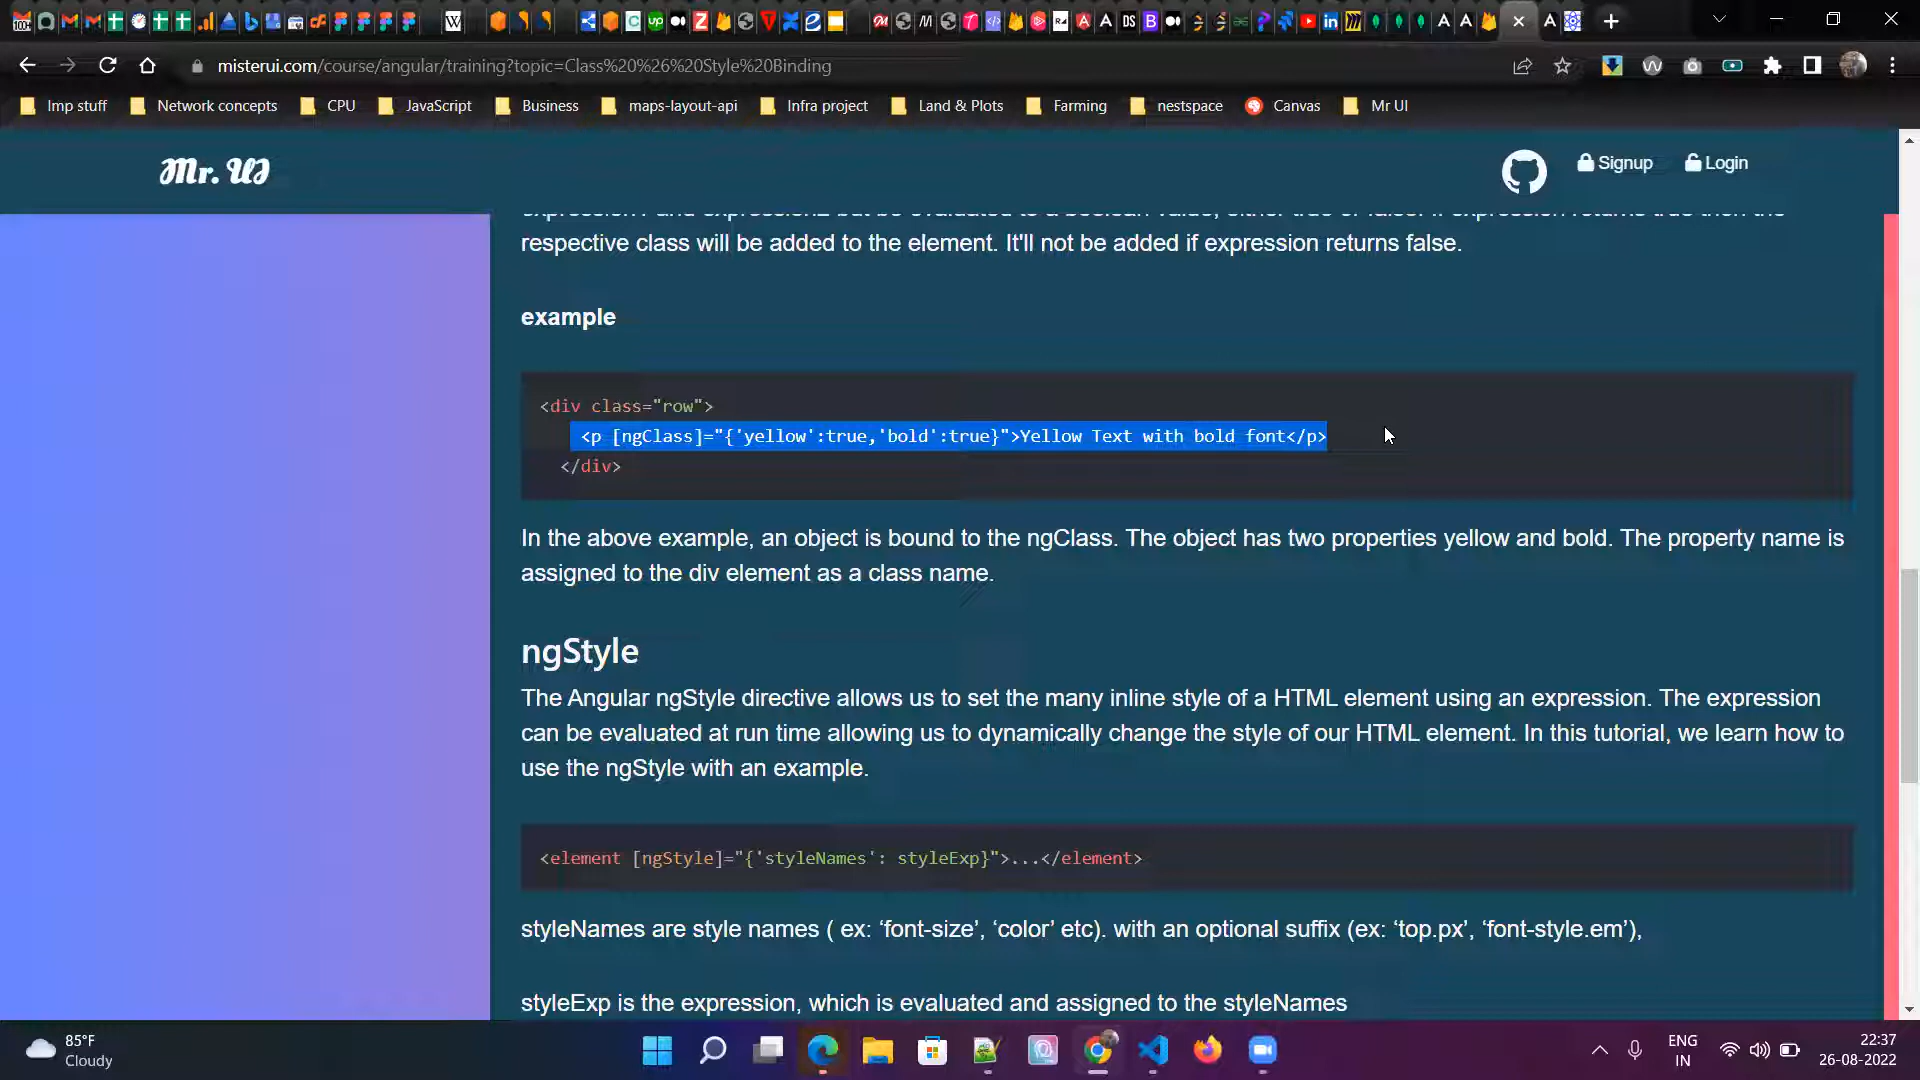 misterui.com/course/angular/training?topic=Class%20%26%20Style%20Binding
Imp stuff
Network concepts
CPU
JavaScript
Business
maps-layout-api
Infra project
Land & Plots
Farming
nestspace
Canvas
Mr UI
Mr. UI
Signup
Login
respective class will be added to the element. It'll not be added if expression returns false.
example
<div class="row">
<p [ngClass]="{'yellow':true,'bold':true}">Yellow Text with bold font</p>
</div>
In the above example, an object is bound to the ngClass. The object has two properties yellow and bold. The property name is
assigned to the div element as a class name.
ngStyle
The Angular ngStyle directive allows us to set the many inline style of a HTML element using an expression. The expression
can be evaluated at run time allowing us to dynamically change the style of our HTML element. In this tutorial, we learn how to
use the ngStyle with an example.
<element [ngStyle]="{'styleNames': styleExp}">...</element>
styleNames are style names ( ex: ‘font-size’, ‘color’ etc). with an optional suffix (ex: ‘top.px’, ‘font-style.em’),
styleExp is the expression, which is evaluated and assigned to the styleNames
85°F
Cloudy
ENG
IN
22:37
26-08-2022